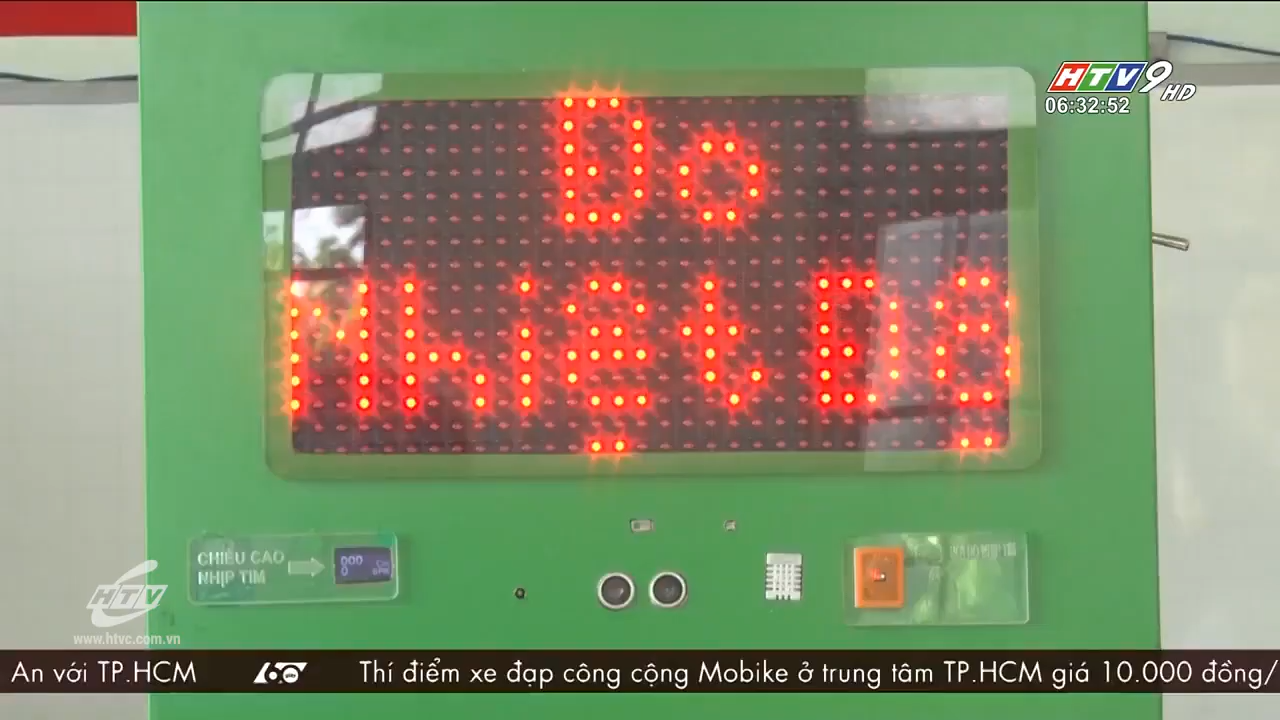 HTV9 HD
06:32:52
Đo
Nhiệt Độ
CHIỀU CAO
NHỊP TIM
000
0
HTV
www.htvc.com.vn
An với TP.HCM 60 Thí điểm xe đạp công cộng Mobike ở trung tâm TP.HCM giá 10.000 đồng/